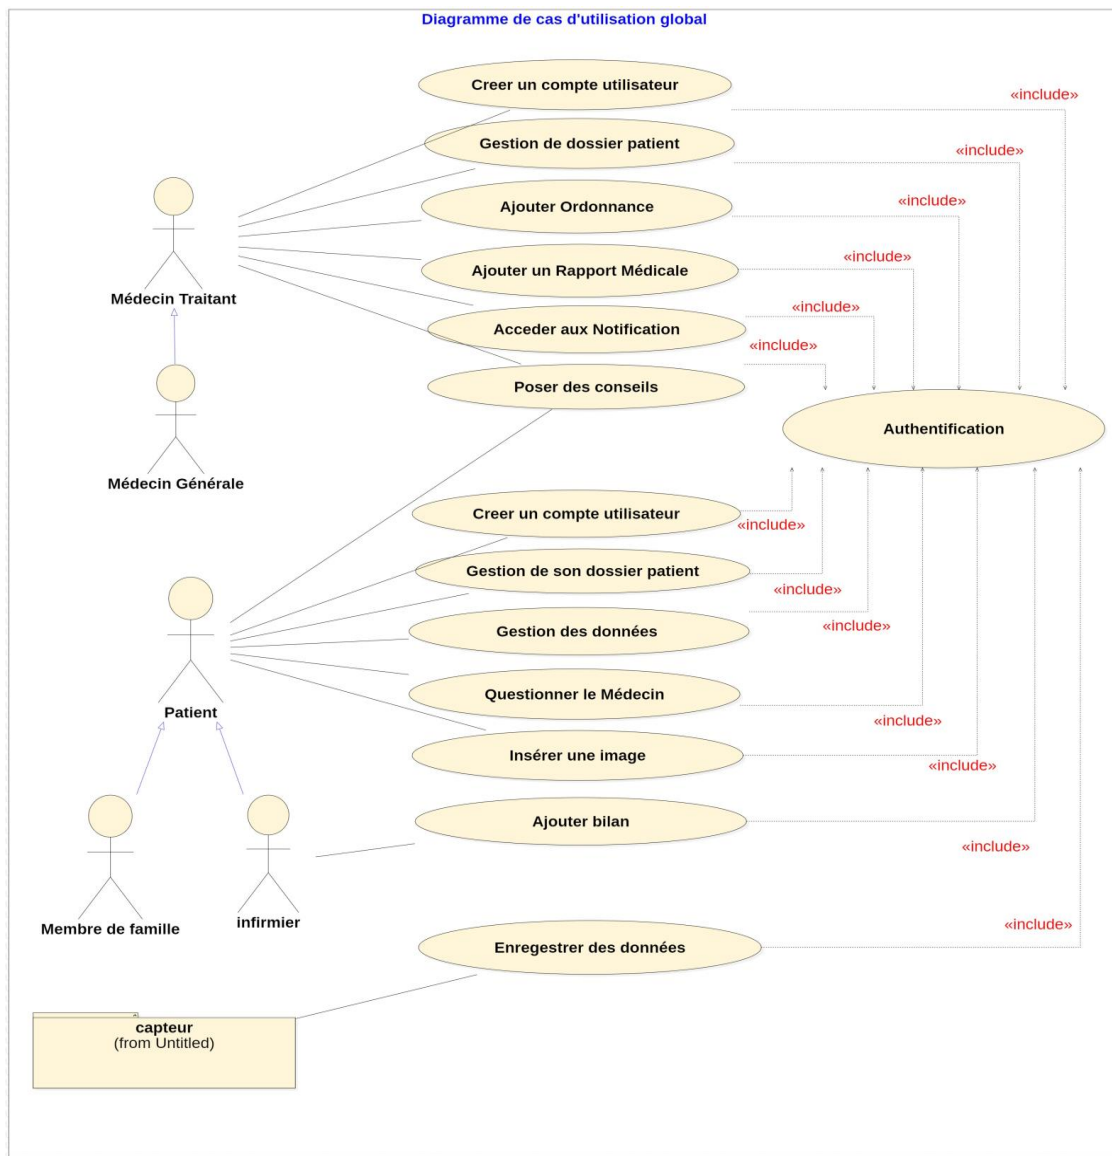 Diagramme de cas d'utilisation global
Creer un compte utilisateur
«include»
Gestion de dossier patient
«include»
Ajouter Ordonnance
«include»
Ajouter un Rapport Médicale
«include»
Médecin Traitant
Acceder aux Notification
«include»
Poser des conseils
«include»
Authentification
Médecin Générale
Creer un compte utilisateur
«include»
Gestion de son dossier patient
«include»
Gestion des données
«include»
Questionner le Médecin
Patient
«include»
Insérer une image
«include»
Ajouter bilan
«include»
Membre de famille
infirmier
Enregestrer des données
«include»
capteur
(from Untitled)